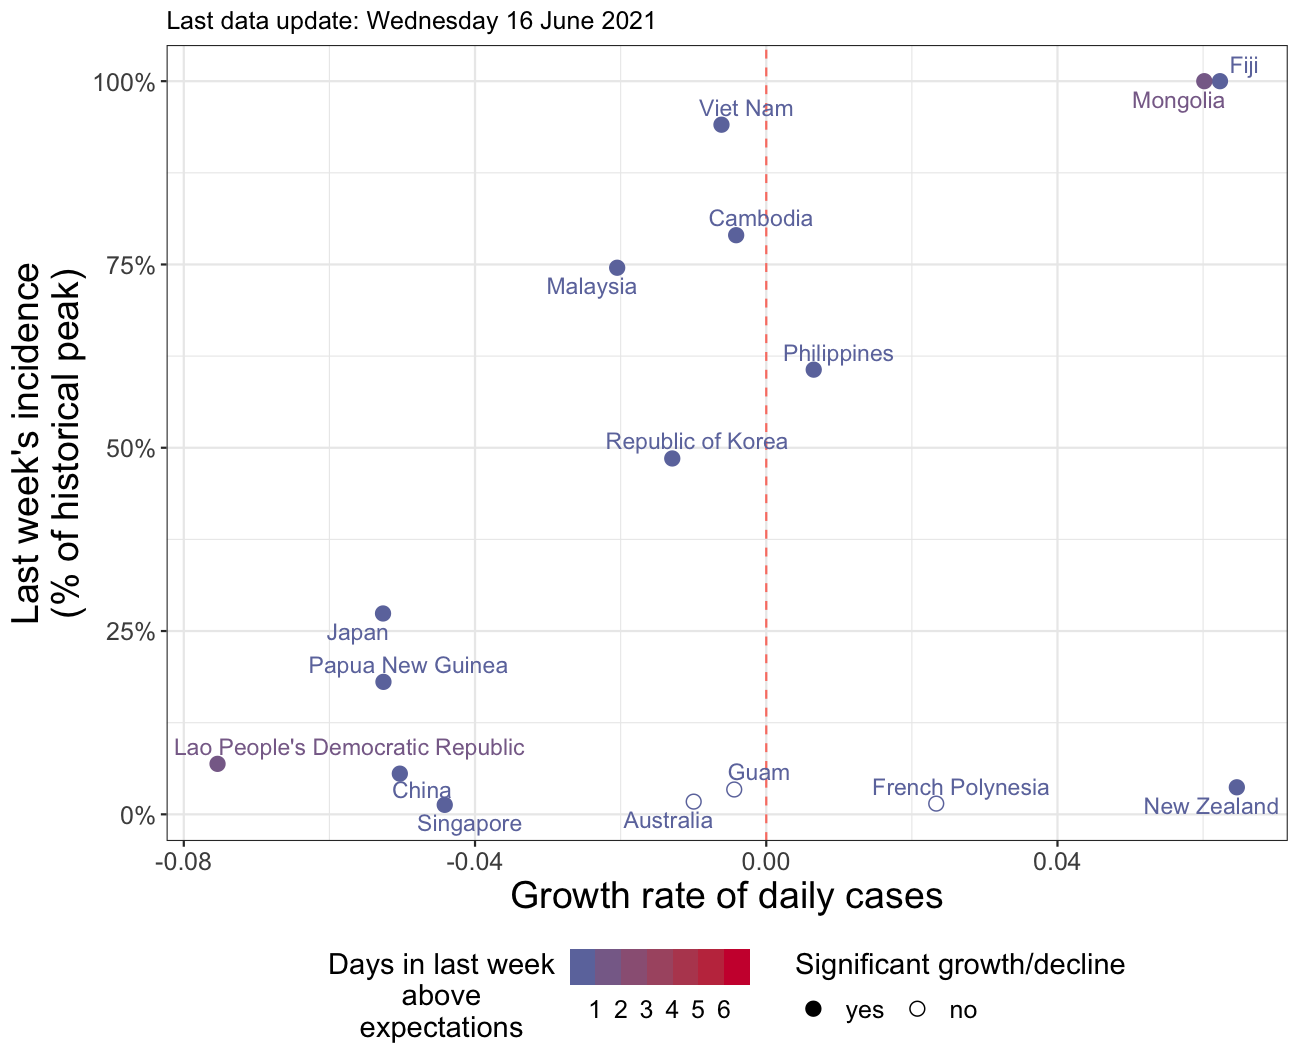 Last data update: Wednesday 16 June 2021
Fiji
Mongolia
Viet Nam
Cambodia
Malaysia
Philippines
Republic of Korea
Japan
Papua New Guinea
Lao People's Democratic Republic
China
Singapore
Guam
Australia
French Polynesia
New Zealand
100%
75%
50%
25%
0%
Last week's incidence
(% of historical peak)
-0.08 -0.04 0.00 0.04
Growth rate of daily cases
Days in last week
above
expectations
1 2 3 4 5 6
Significant growth/decline
yes no